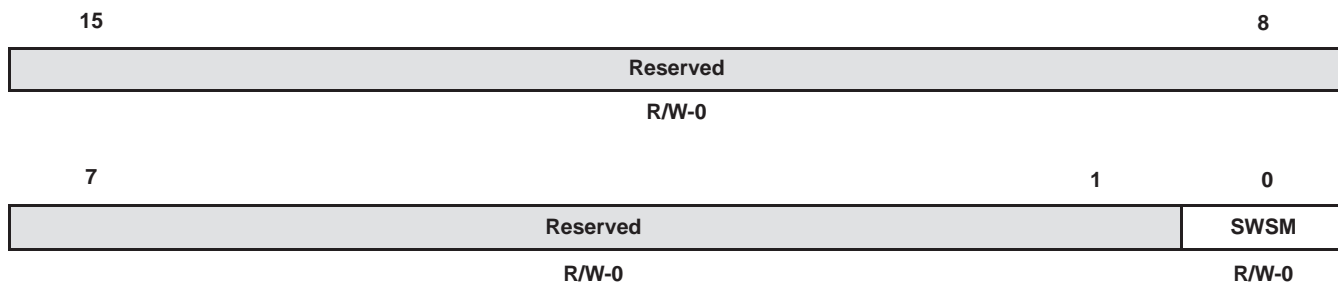 15 8
Reserved
R/W-0
7 1 0
Reserved SWSM
R/W-0 R/W-0